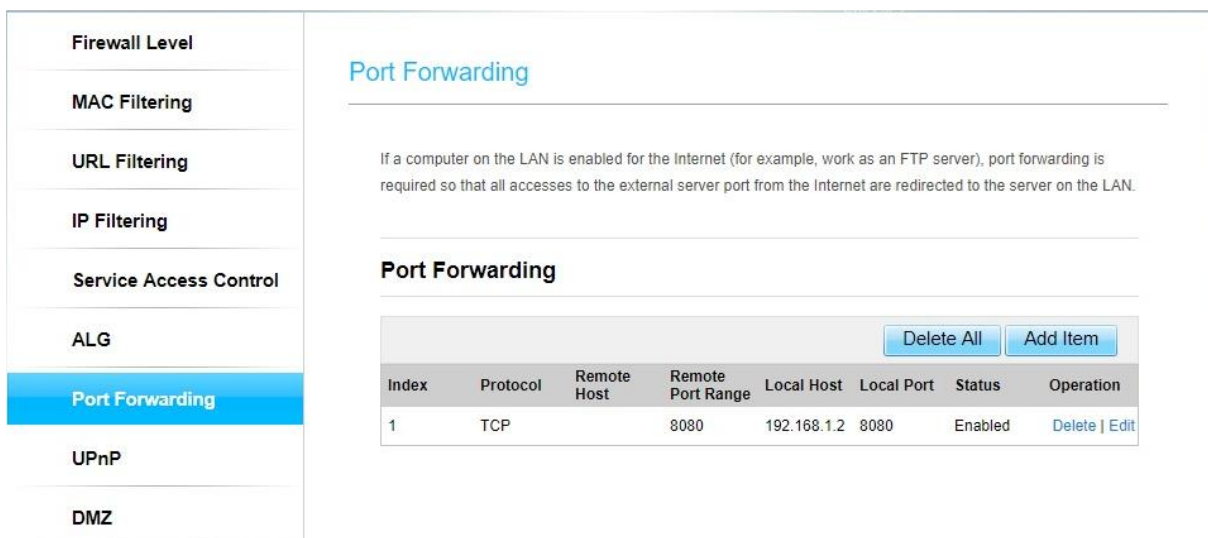 Firewall Level
MAC Filtering
URL Filtering
IP Filtering
Service Access Control
ALG
Port Forwarding
UPnP
DMZ
Port Forwarding
If a computer on the LAN is enabled for the Internet (for example, work as an FTP server), port forwarding is
required so that all accesses to the external server port from the Internet are redirected to the server on the LAN.
Port Forwarding
Delete All Add Item
Index Protocol Remote Host Remote Port Range Local Host Local Port Status Operation
1 TCP 8080 192.168.1.2 8080 Enabled Delete | Edit